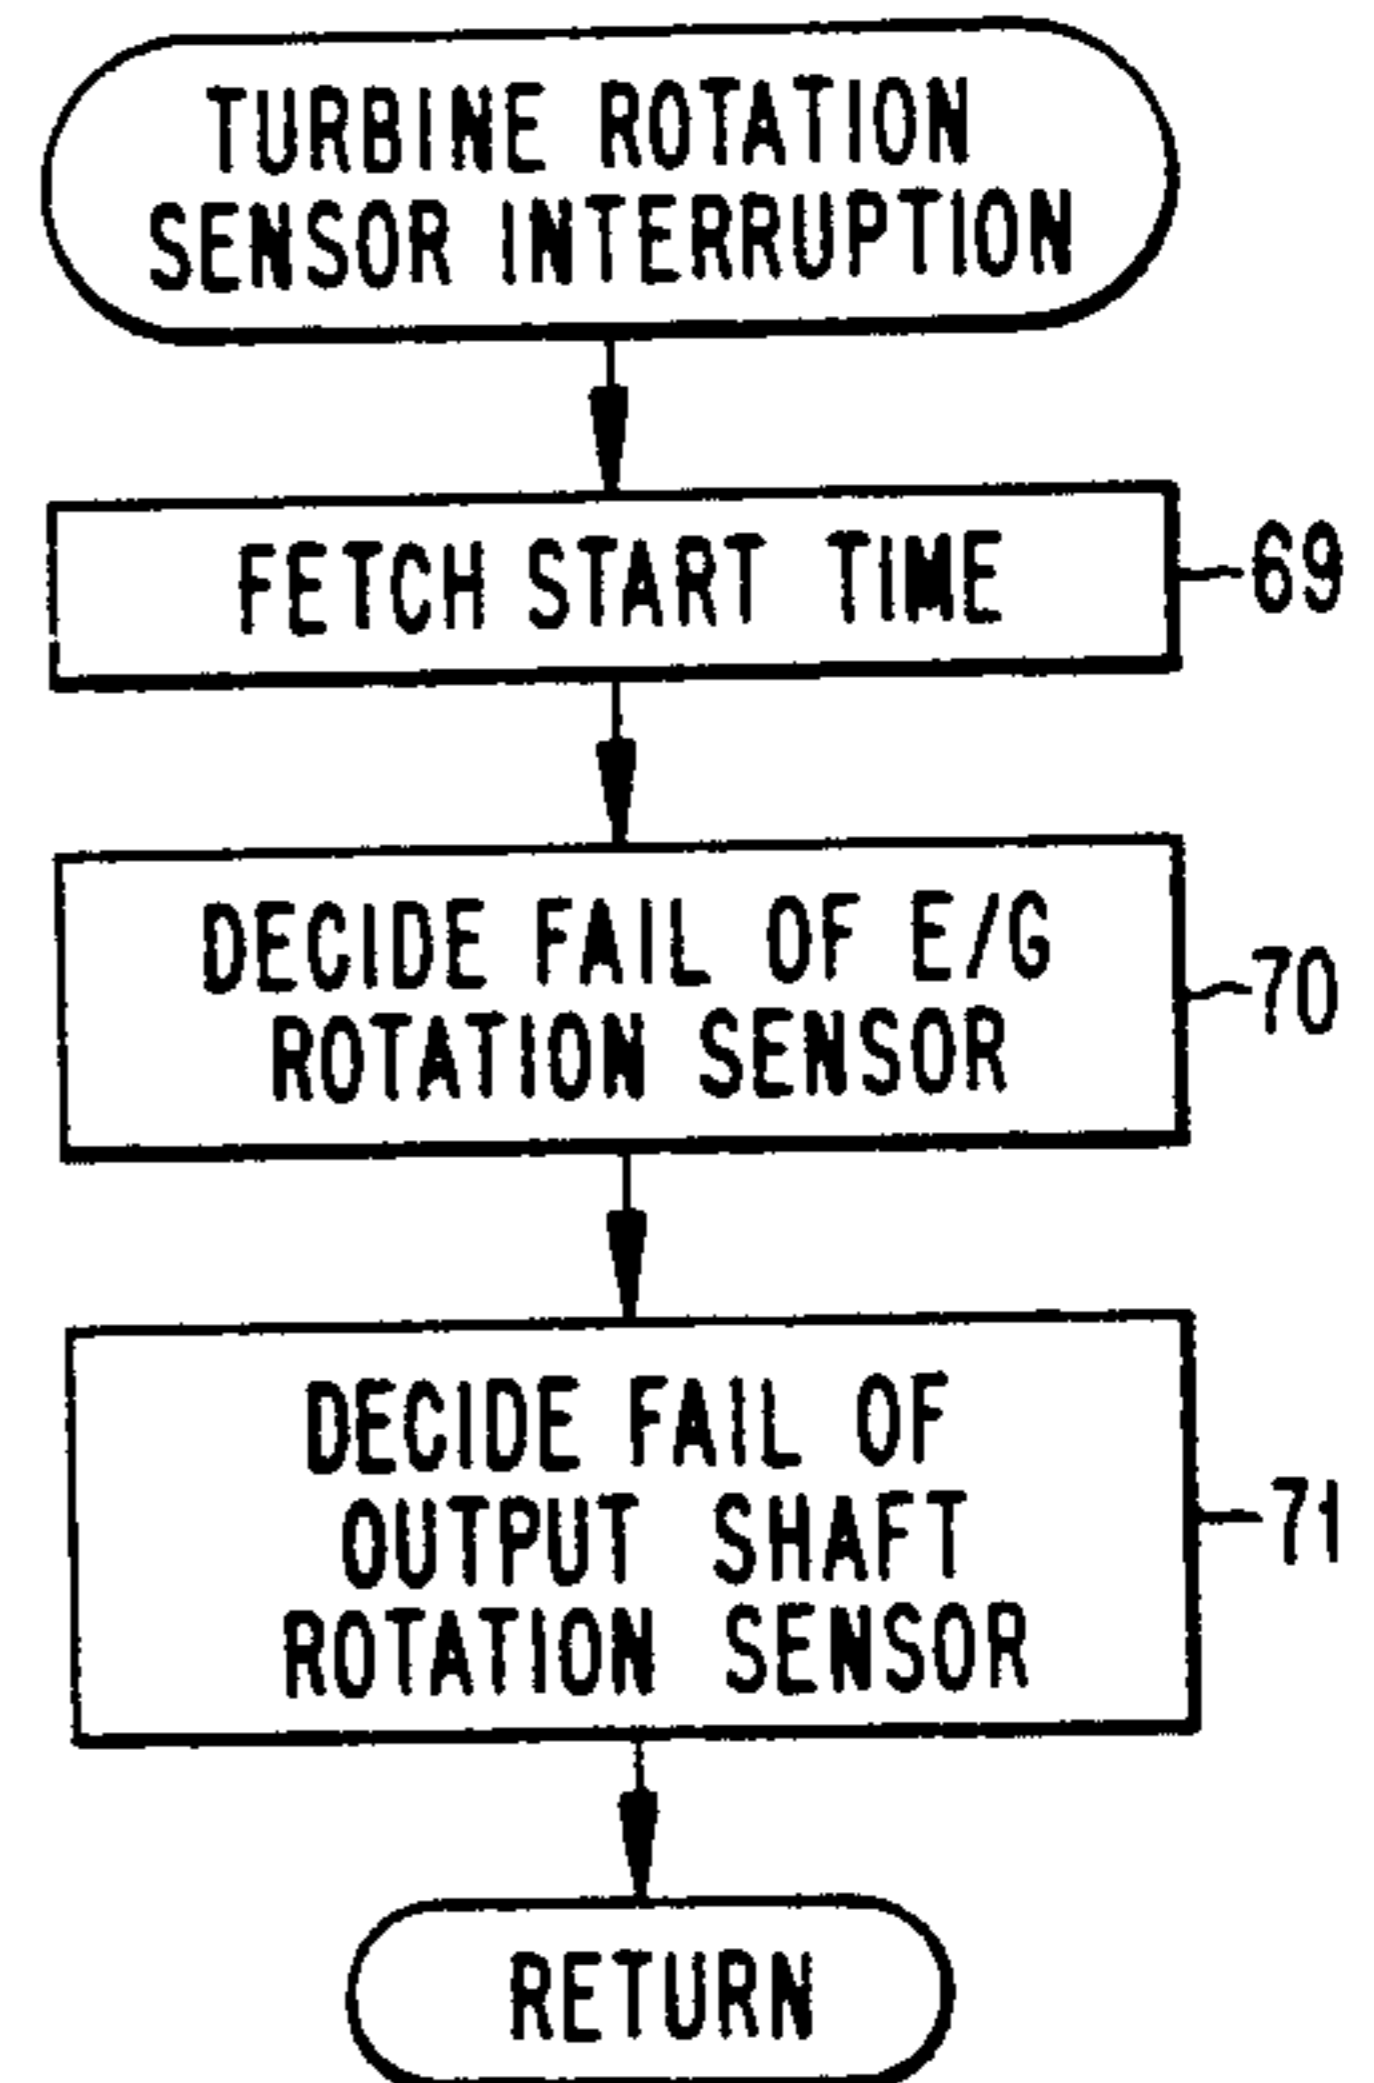 TURBINE ROTATION
SENSOR INTERRUPTION
FETCH START TIME
69
DECIDE FAIL OF E/G
ROTATION SENSOR
70
DECIDE FAIL OF
OUTPUT SHAFT
ROTATION SENSOR
71
RETURN